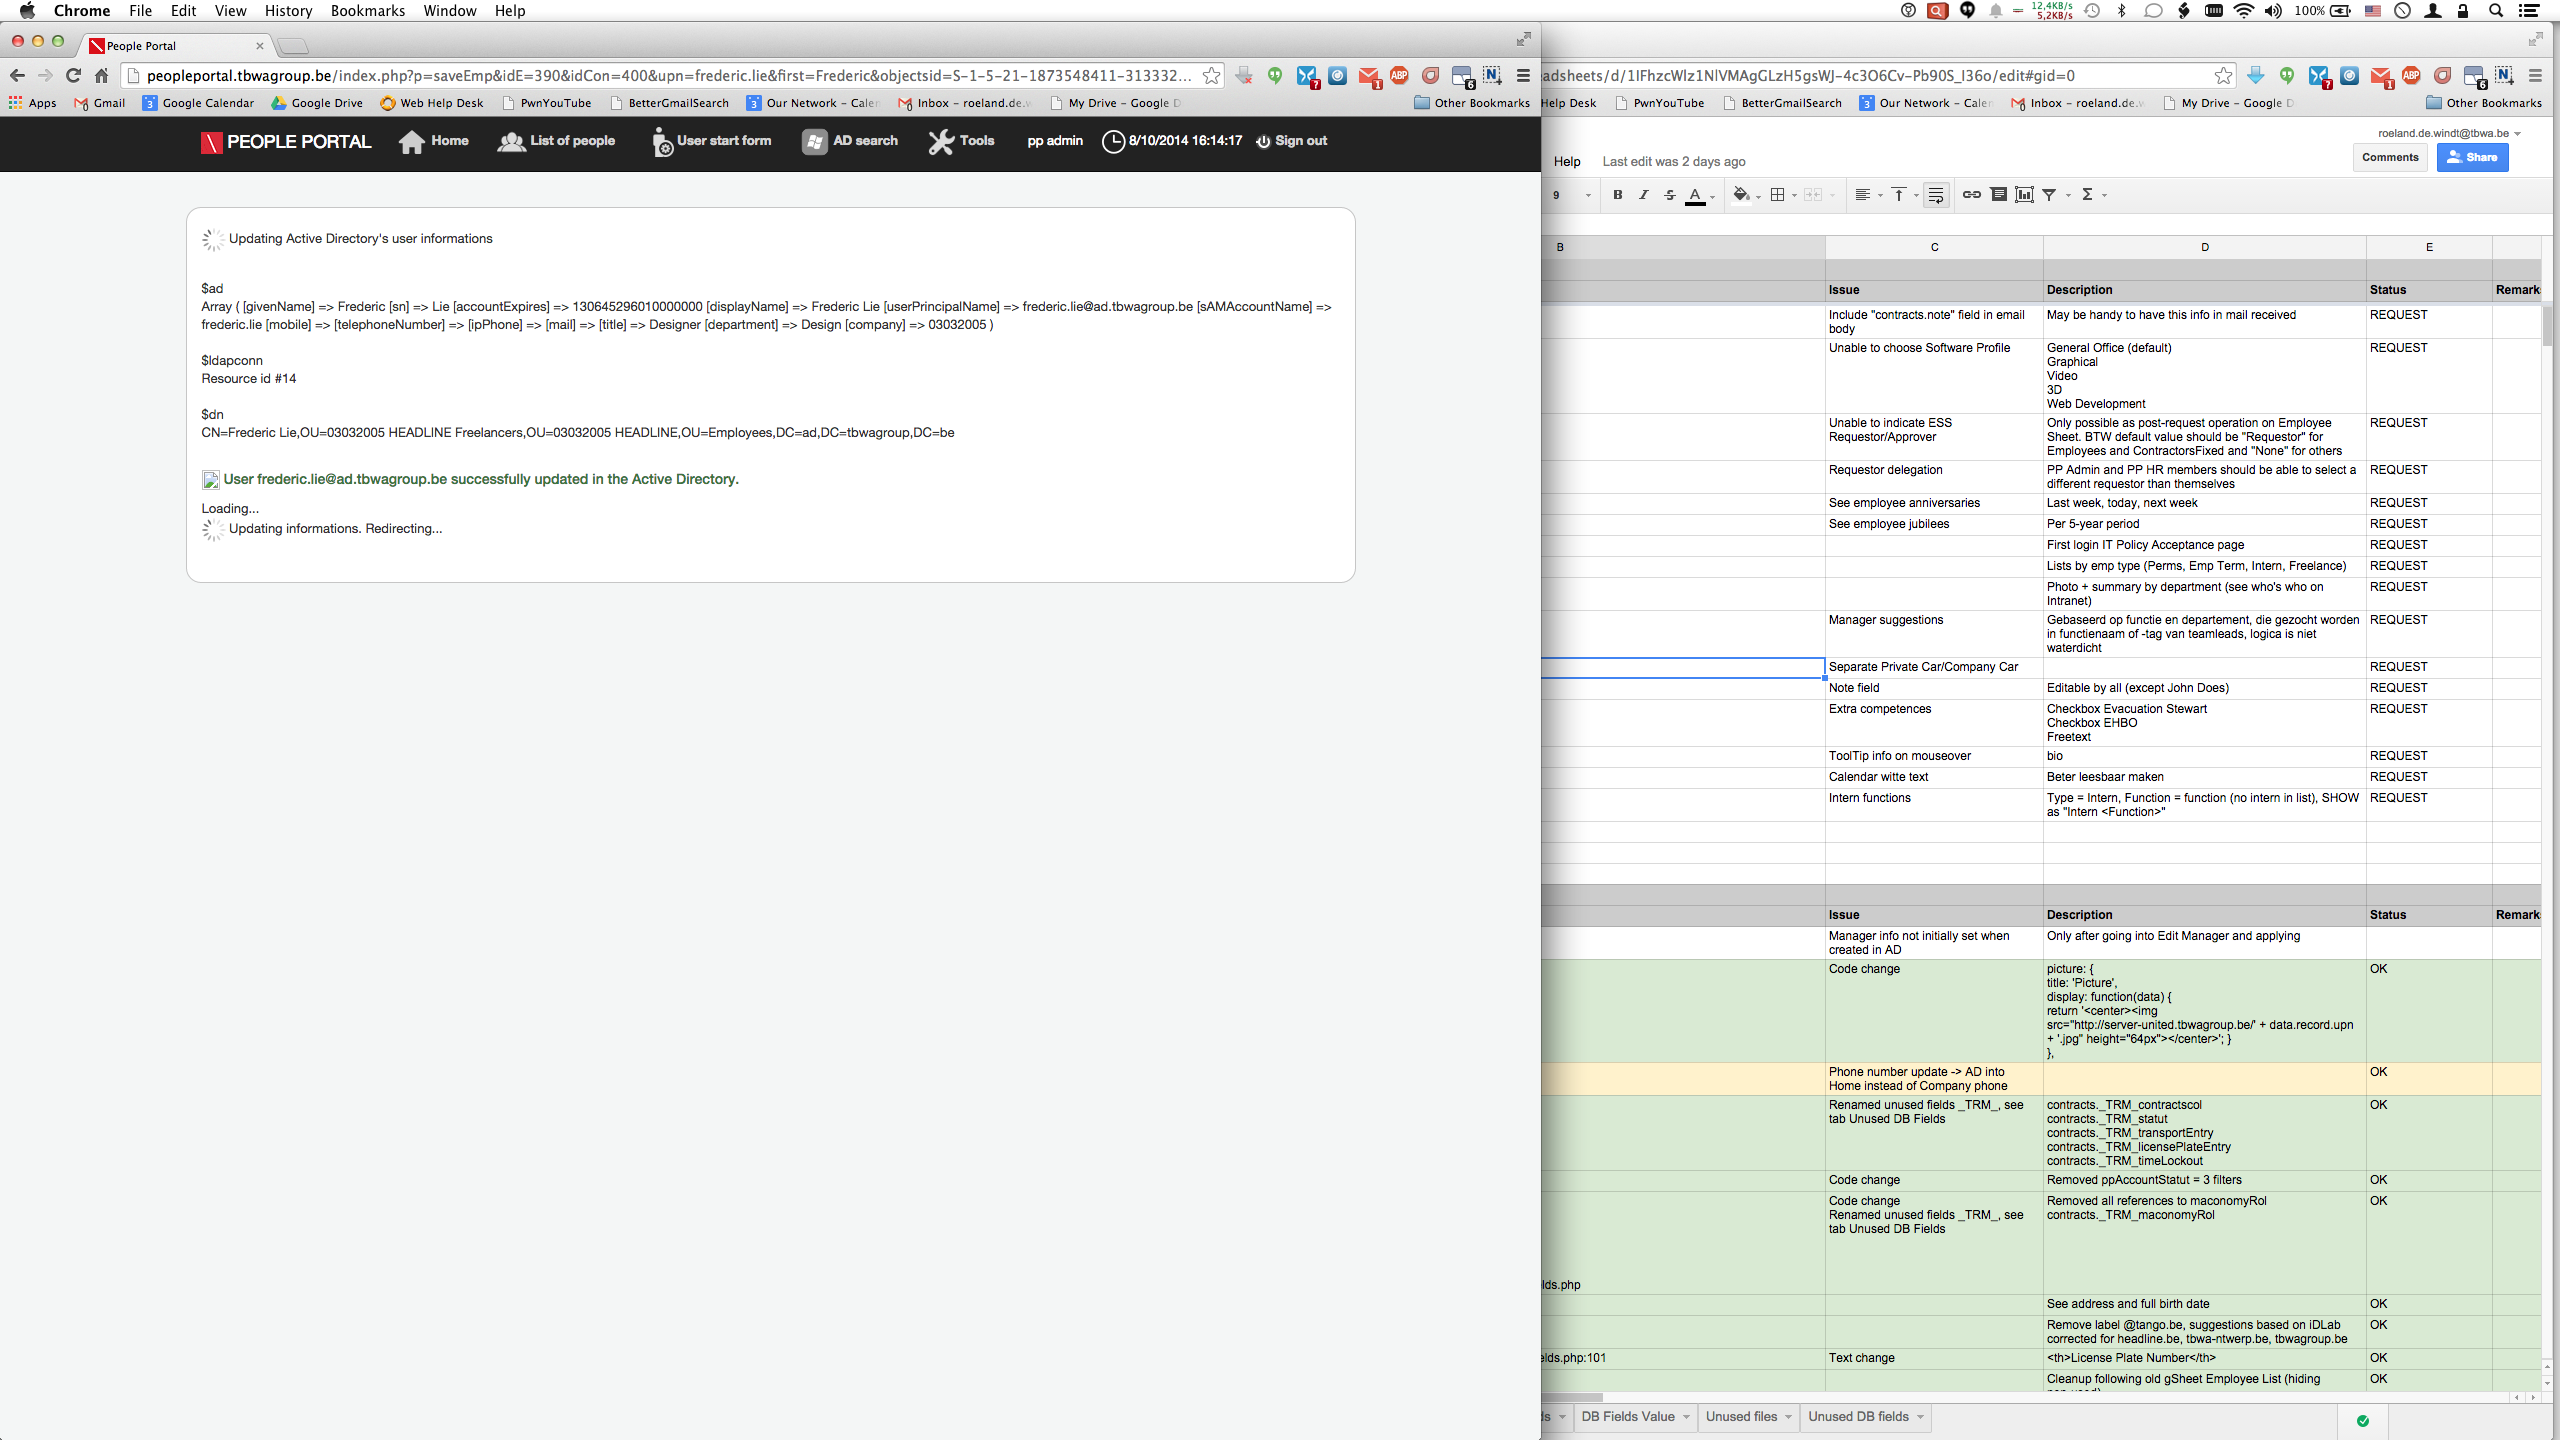 Chrome File Edit View History Bookmarks Window Help
12,4KB/s
5,2KB/s
100%
People Portal
peopleportal.tbwagroup.be/index.php?p=saveEmp&idE=390&idCon=400&upn=frederic.lie&first=Frederic&objectsid=S-1-5-21-1873548411-313332...
Apps Gmail Google Calendar Google Drive Web Help Desk PwnYouTube BetterGmailSearch Our Network – Calen Inbox – roeland.de.w My Drive – Google D Other Bookmarks
PEOPLE PORTAL Home List of people User start form AD search Tools pp admin 8/10/2014 16:14:17 Sign out
Updating Active Directory's user informations
$ad
Array ( [givenName] => Frederic [sn] => Lie [accountExpires] => 130645296010000000 [displayName] => Frederic Lie [userPrincipalName] => frederic.lie@ad.tbwagroup.be [sAMAccountName] =>
frederic.lie [mobile] => [telephoneNumber] => [ipPhone] => [mail] => [title] => Designer [department] => Design [company] => 03032005 )
$ldapconn
Resource id #14
$dn
CN=Frederic Lie,OU=03032005 HEADLINE Freelancers,OU=03032005 HEADLINE,OU=Employees,DC=ad,DC=tbwagroup,DC=be
User frederic.lie@ad.tbwagroup.be successfully updated in the Active Directory.
Loading...
Updating informations. Redirecting...
adsheets/d/1IFhzcWlz1NlVMAgGLzH5gsWJ-4c3O6Cv-Pb90S_I36o/edit#gid=0
Help Desk PwnYouTube BetterGmailSearch Our Network – Calen Inbox – roeland.de.w My Drive – Google D Other Bookmarks
roeland.de.windt@tbwa.be
Help Last edit was 2 days ago Comments Share
9
B C D E
Issue Description Status Remark
Include "contracts.note" field in email May be handy to have this info in mail received REQUEST
body
Unable to choose Software Profile General Office (default) REQUEST
Graphical
Video
3D
Web Development
Unable to indicate ESS Only possible as post-request operation on Employee REQUEST
Requestor/Approver Sheet. BTW default value should be "Requestor" for
Employees and ContractorsFixed and "None" for others
Requestor delegation PP Admin and PP HR members should be able to select a REQUEST
different requestor than themselves
See employee anniversaries Last week, today, next week REQUEST
See employee jubilees Per 5-year period REQUEST
First login IT Policy Acceptance page REQUEST
Lists by emp type (Perms, Emp Term, Intern, Freelance) REQUEST
Photo + summary by department (see who's who on REQUEST
Intranet)
Manager suggestions Gebaseerd op functie en departement, die gezocht worden REQUEST
in functienaam of -tag van teamleads, logica is niet
waterdicht
Separate Private Car/Company Car REQUEST
Note field Editable by all (except John Does) REQUEST
Extra competences Checkbox Evacuation Stewart REQUEST
Checkbox EHBO
Freetext
ToolTip info on mouseover bio REQUEST
Calendar witte text Beter leesbaar maken REQUEST
Intern functions Type = Intern, Function = function (no intern in list), SHOW REQUEST
as "Intern <Function>"
Issue Description Status Remark
Manager info not initially set when Only after going into Edit Manager and applying
created in AD
Code change picture: { OK
title: 'Picture',
display: function(data) {
return '<center><img
src="http://server-united.tbwagroup.be/' + data.record.upn
+ '.jpg" height="64px"></center>'; }
},
Phone number update -> AD into OK
Home instead of Company phone
Renamed unused fields _TRM_, see contracts._TRM_contractscol OK
tab Unused DB Fields contracts._TRM_statut
contracts._TRM_transportEntry
contracts._TRM_licensePlateEntry
contracts._TRM_timeLockout
Code change Removed ppAccountStatut = 3 filters OK
Code change Removed all references to maconomyRol OK
Renamed unused fields _TRM_, see contracts._TRM_maconomyRol
tab Unused DB Fields
lds.php
See address and full birth date OK
Remove label @tango.be, suggestions based on iDLab OK
corrected for headline.be, tbwa-ntwerp.be, tbwagroup.be
elds.php:101 Text change <th>License Plate Number</th> OK
Cleanup following old gSheet Employee List (hiding OK
ds DB Fields Value Unused files Unused DB fields